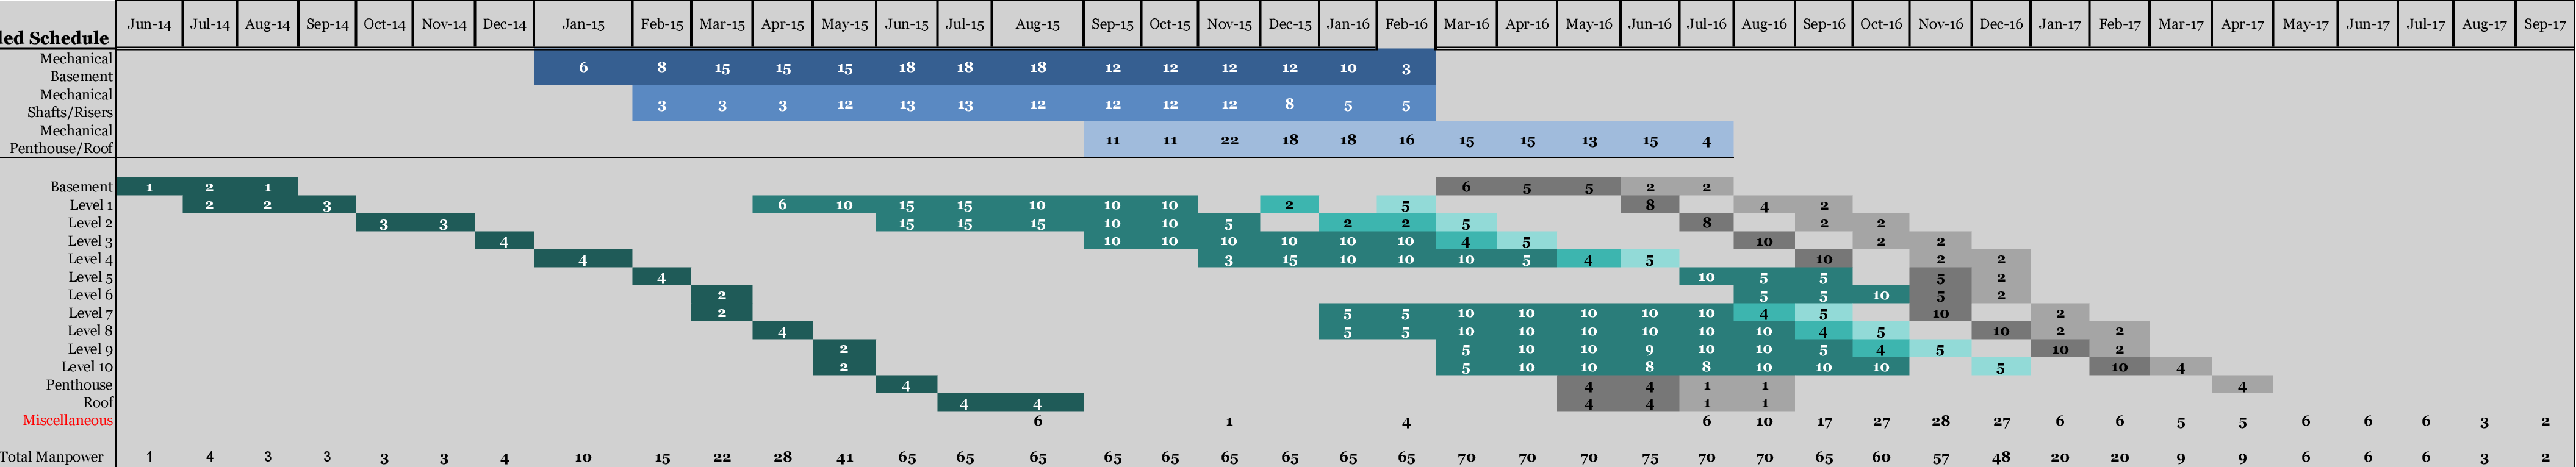 Jun-14 Jul-14 Aug-14 Sep-14 Oct-14 Nov-14 Dec-14 Jan-15 Feb-15 Mar-15 Apr-15 May-15 Jun-15 Jul-15 Aug-15 Sep-15 Oct-15 Nov-15 Dec-15 Jan-16 Feb-16 Mar-16 Apr-16 May-16 Jun-16 Jul-16 Aug-16 Sep-16 Oct-16 Nov-16 Dec-16 Jan-17 Feb-17 Mar-17 Apr-17 May-17 Jun-17 Jul-17 Aug-17 Sep-17
led Schedule
Mechanical
Basement 6 8 15 15 15 18 18 18 12 12 12 12 10 3
Mechanical
Shafts/Risers 3 3 3 12 13 13 12 12 12 12 8 5 5
Mechanical
Penthouse/Roof 11 11 22 18 18 16 15 15 13 15 4
Basement 1 2 1 6 5 5 2 2
Level 1 2 2 3 6 10 15 15 10 10 10 2 5 8 4 2
Level 2 3 3 15 15 15 10 10 5 2 2 5 8 2 2
Level 3 4 10 10 10 10 10 10 4 5 10 2 2
Level 4 4 3 15 10 10 10 5 4 5 10 2 2
Level 5 4 10 5 5 5 2
Level 6 2 5 5 10 5 2
Level 7 2 5 5 10 10 10 10 10 4 5 10 2
Level 8 4 5 5 10 10 10 10 10 10 4 5 10 2 2
Level 9 2 5 10 10 9 10 10 5 4 5 10 2
Level 10 2 5 10 10 8 8 10 10 10 5 10 4
Penthouse 4 4 4 1 1 4
Roof 4 4 4 4 1 1
Miscellaneous 6 1 4 6 10 17 27 28 27 6 6 5 5 6 6 6 3 2
Total Manpower 1 4 3 3 3 3 4 10 15 22 28 41 65 65 65 65 65 65 65 65 65 70 70 70 75 70 70 65 60 57 48 20 20 9 9 6 6 6 3 2